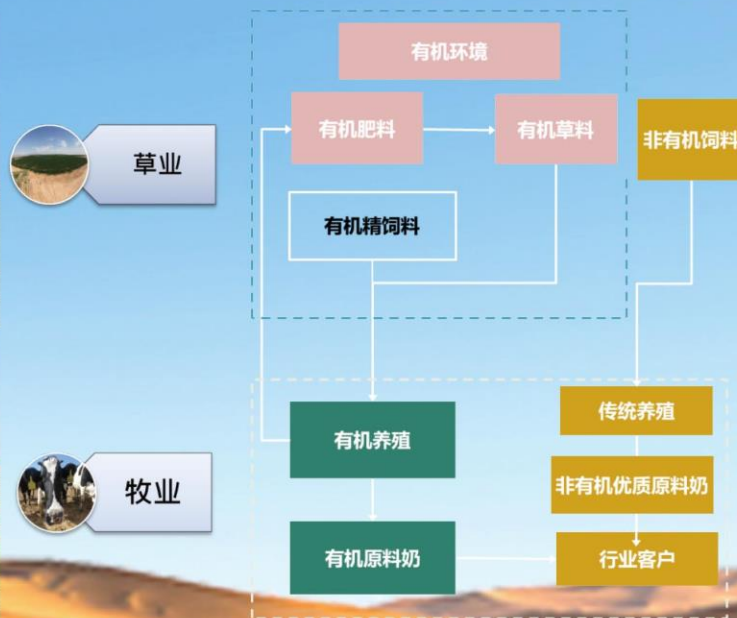 有机环境
有机肥料
有机草料
非有机饲料
草业
有机精饲料
传统养殖
有机养殖
非有机优质原料奶
牧业
有机原料奶
行业客户